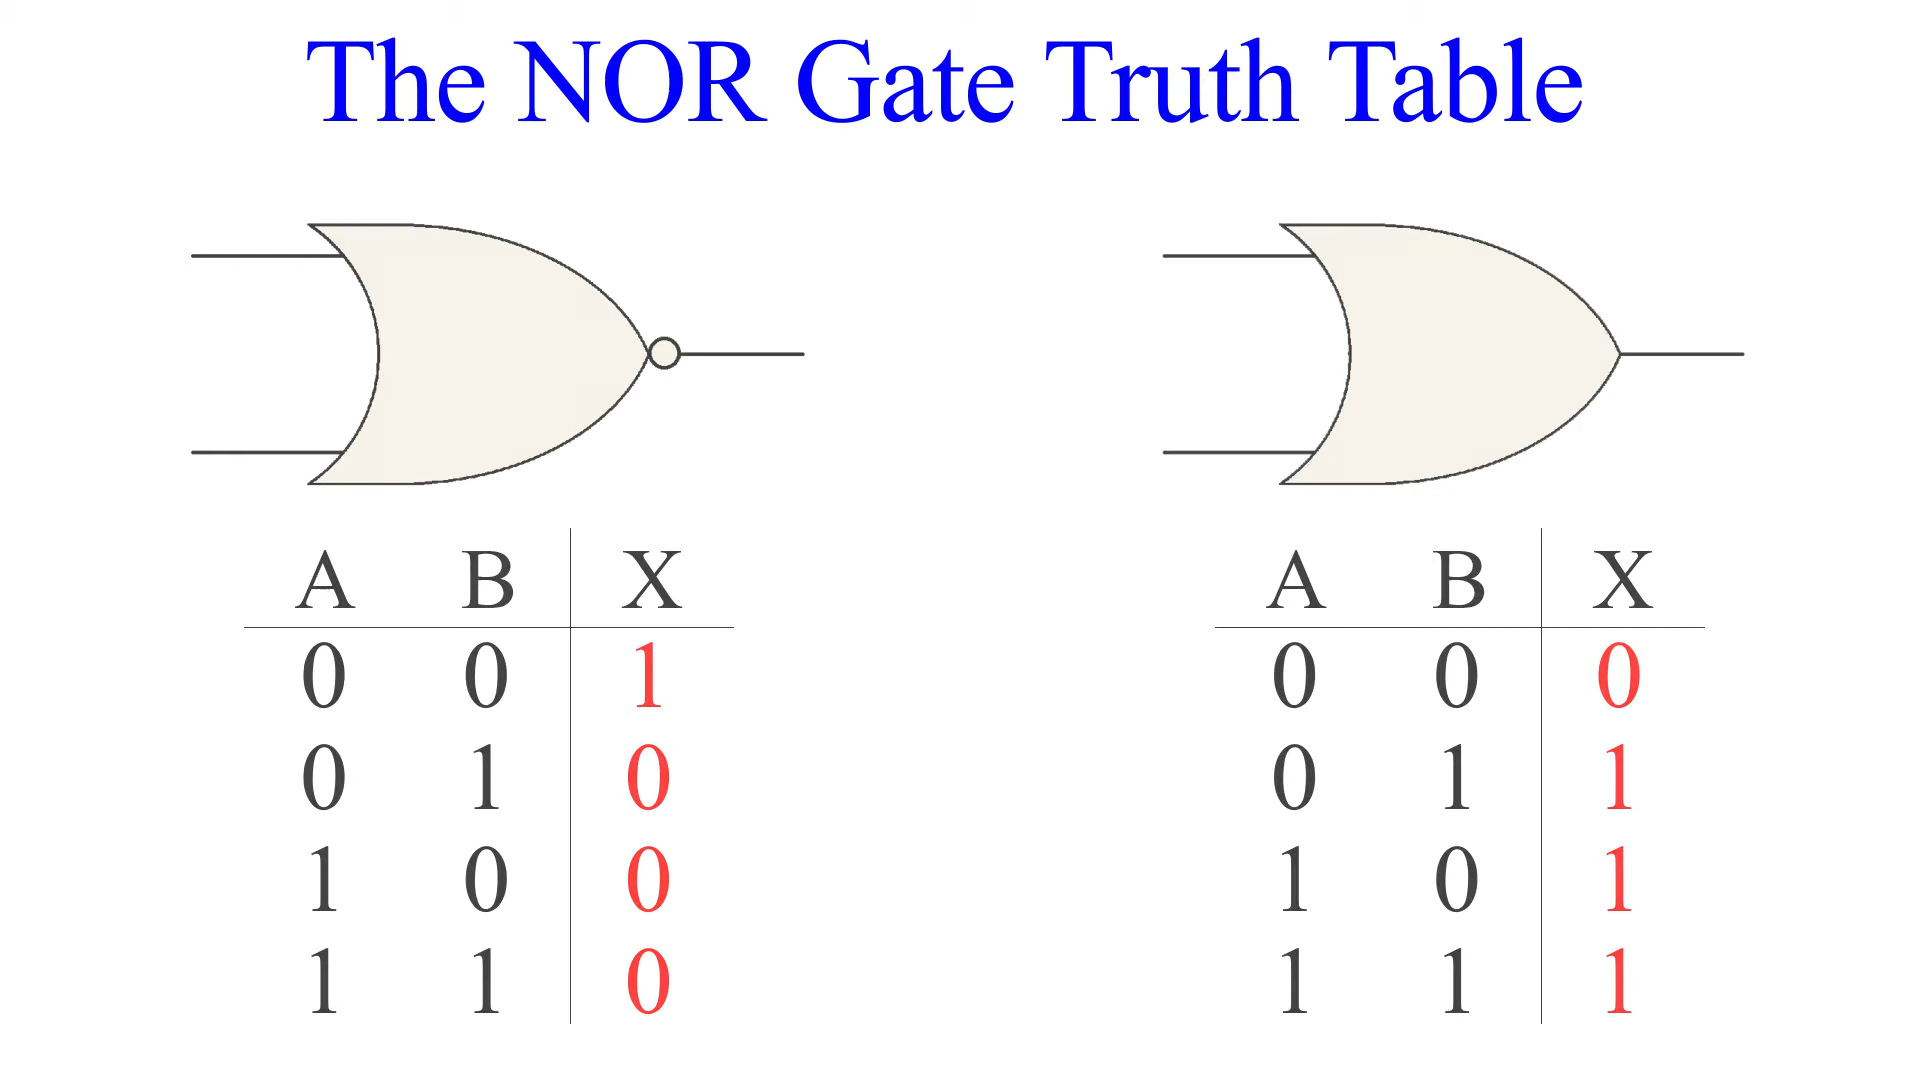 The NOR Gate Truth Table
A B X
0 0 1
0 1 0
1 0 0
1 1 0
A B X
0 0 0
0 1 1
1 0 1
1 1 1